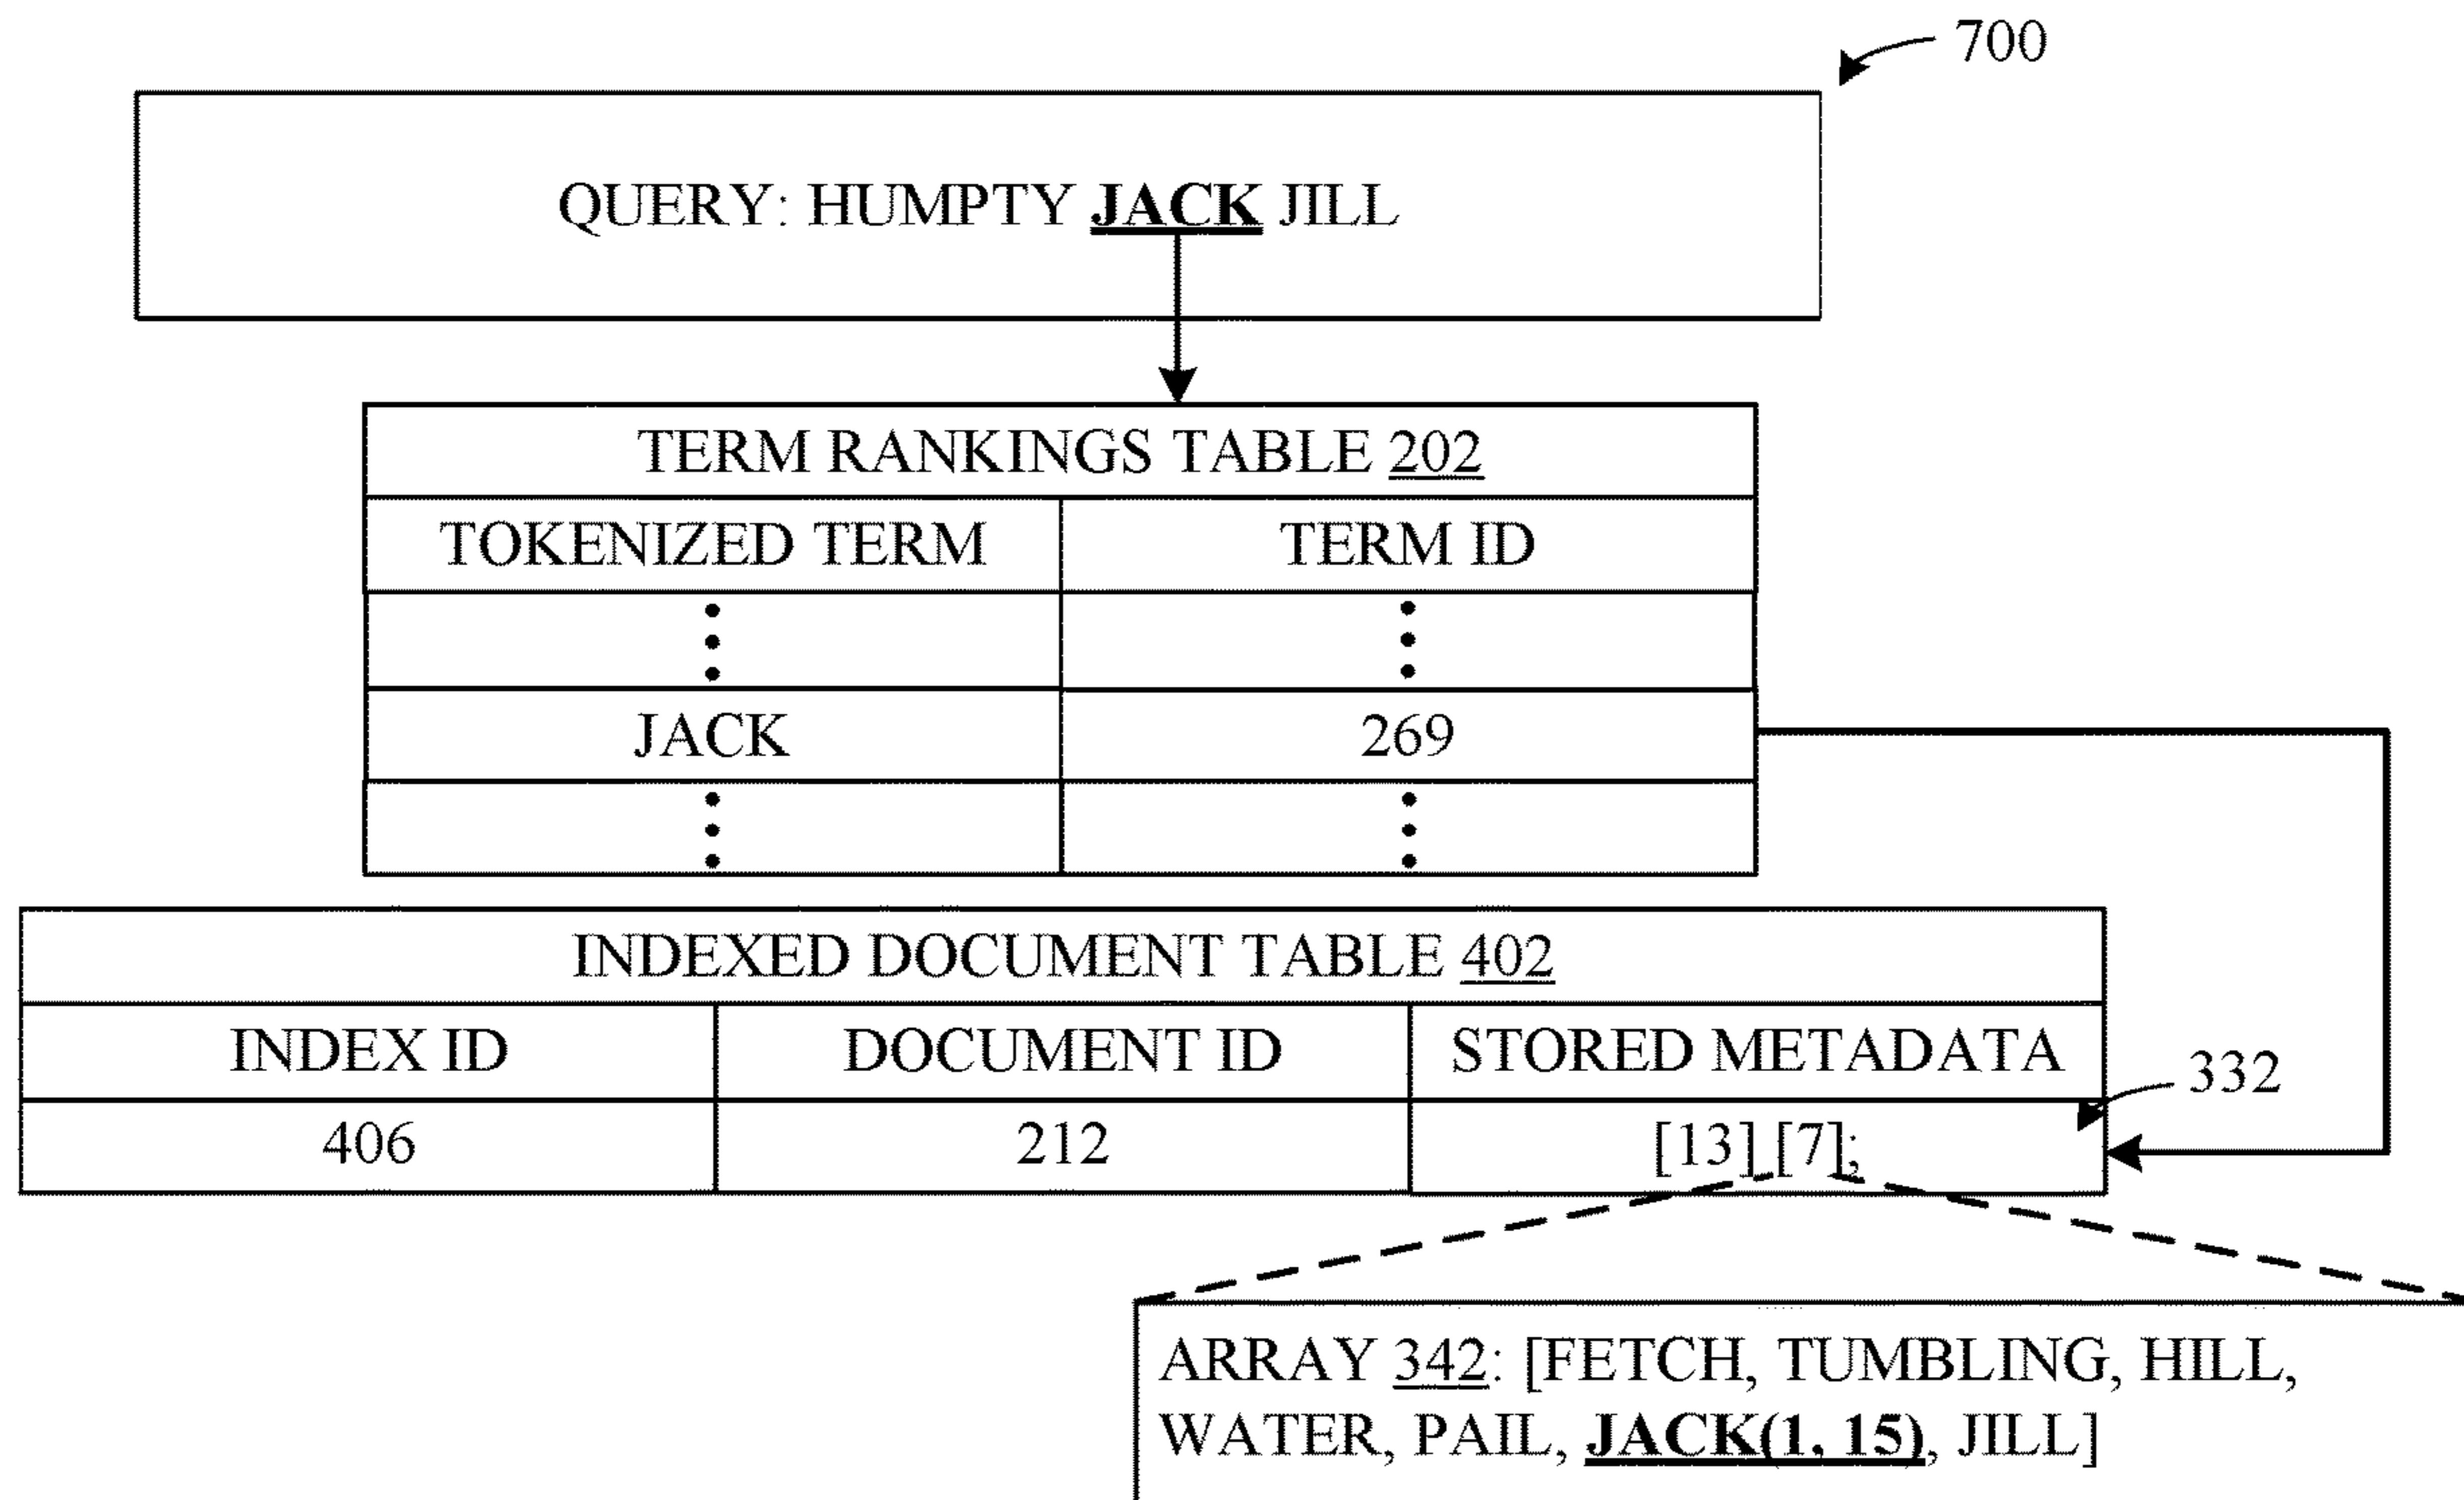 700
QUERY: HUMPTY JACK JILL
TERM RANKINGS TABLE 202
TOKENIZED TERM TERM ID
JACK 269
INDEXED DOCUMENT TABLE 402
INDEX ID DOCUMENT ID STORED METADATA
332
406 212 [13] [7];
ARRAY 342: [FETCH, TUMBLING, HILL,
WATER, PAIL, JACK(1, 15), JILL]